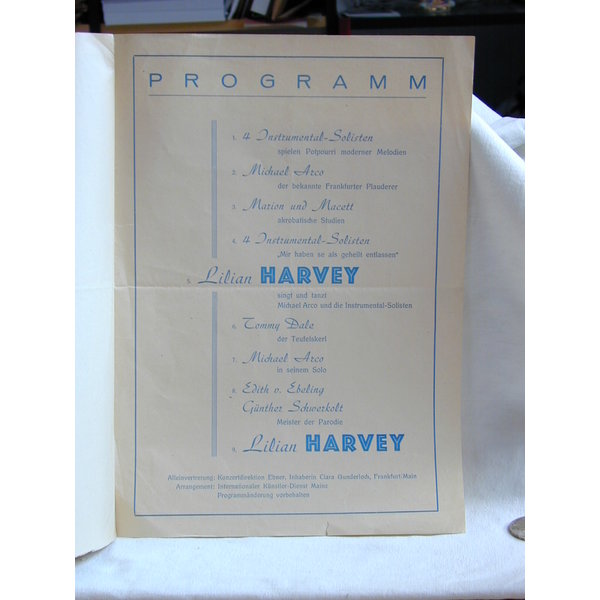 PROGRAMM
1. 4 Instrumental-Solisten
spielen Potpourri moderner Melodien
2. Michael Arco
der bekannte Frankfurter Plauderer
3. Marion und Macett
akrobatische Studien
4. 4 Instrumental-Solisten
„Mir haben se als geheilt entlassen"
5. Lilian HARVEY
singt und tanzt
Michael Arco und die Instrumental-Solisten
6. Tommy Dale
der Teufelskerl
7. Michael Arco
in seinem Solo
8. Edith v. Ebeling
Günther Schwerkolt
Meister der Parodie
9. Lilian HARVEY
Alleinvertretung: Konzertdirektion Ebner, Inhaberin Clara Gunderloch, Frankfurt-Main
Arrangement: Internationaler Künstler-Dienst Mainz
Programmänderung vorbehalten